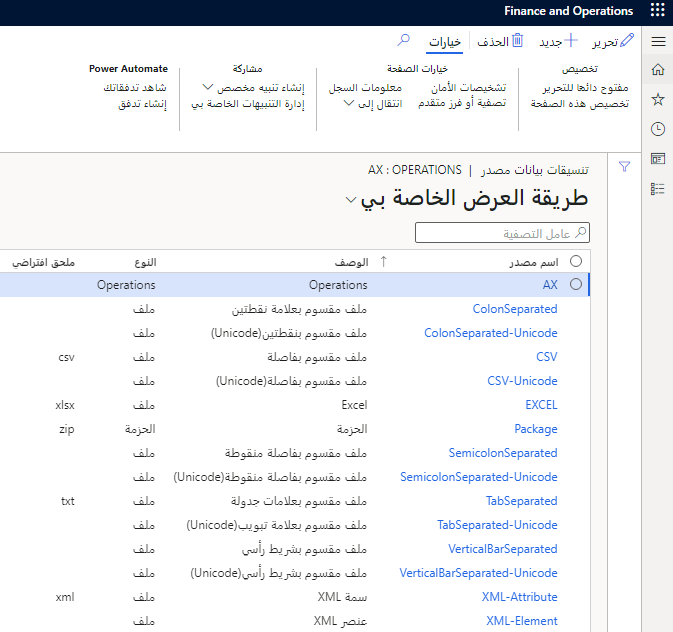 Finance and Operations
تحرير جديد الحذف خيارات
تخصيص
مفتوح دائمًا للتحرير
تخصيص هذه الصفحة
خيارات الصفحة
تشخيصات الأمان معلومات السجل
تصفية أو فرز متقدم انتقال إلى
مشاركة
إنشاء تنبيه مخصص
إدارة التنبيهات الخاصة بي
Power Automate
شاهد تدفقاتك
إنشاء تدفق
تنسيقات بيانات مصدر | AX : OPERATIONS
طريقة العرض الخاصة بي
عامل التصفية
اسم مصدر الوصف النوع ملحق افتراضي
AX Operations Operations
ColonSeparated ملف مقسوم بعلامة نقطتين ملف
ColonSeparated-Unicode ملف مقسوم بنقطتين(Unicode) ملف
CSV ملف مقسوم بفاصلة ملف csv
CSV-Unicode ملف مقسوم بفاصلة(Unicode) ملف
EXCEL Excel ملف xlsx
Package الحزمة الحزمة zip
SemicolonSeparated ملف مقسوم بفاصلة منقوطة ملف
SemicolonSeparated-Unicode ملف مقسوم بفاصلة منقوطة(Unicode) ملف
TabSeparated ملف مقسوم بعلامات جدولة ملف txt
TabSeparated-Unicode ملف مقسوم بعلامة تبويب(Unicode) ملف
VerticalBarSeparated ملف مقسوم بشريط رأسي ملف
VerticalBarSeparated-Unicode ملف مقسوم بشريط رأسي(Unicode) ملف
XML-Attribute سمة XML ملف xml
XML-Element عنصر XML ملف